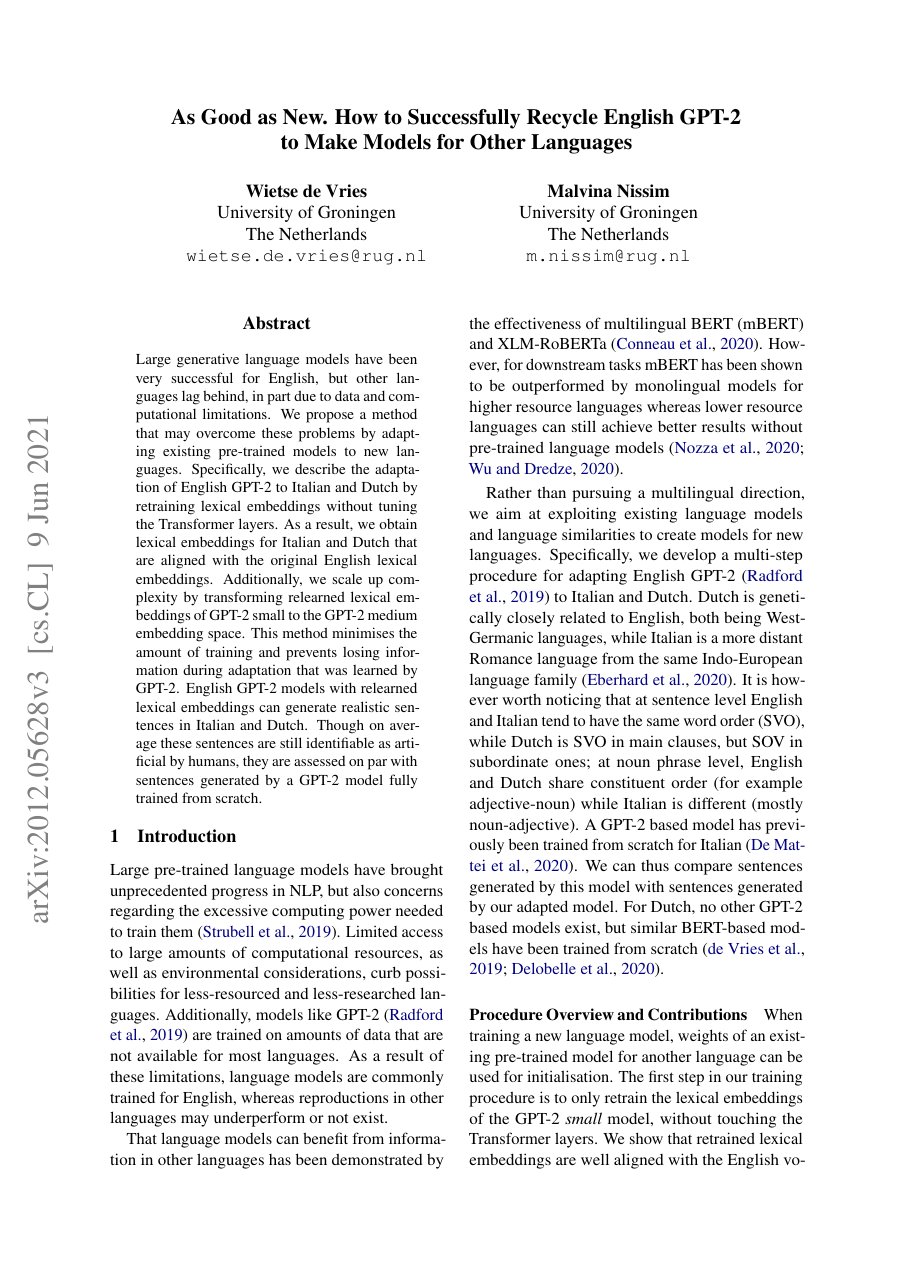 As Good as New. How to Successfully Recycle English GPT-2
to Make Models for Other Languages
Wietse de Vries
University of Groningen
The Netherlands
wietse.de.vries@rug.nl
Malvina Nissim
University of Groningen
The Netherlands
m.nissim@rug.nl
arXiv:2012.05628v3 [cs.CL] 9 Jun 2021
Abstract
Large generative language models have been
very successful for English, but other lan-
guages lag behind, in part due to data and com-
putational limitations. We propose a method
that may overcome these problems by adapt-
ing existing pre-trained models to new lan-
guages. Specifically, we describe the adapta-
tion of English GPT-2 to Italian and Dutch by
retraining lexical embeddings without tuning
the Transformer layers. As a result, we obtain
lexical embeddings for Italian and Dutch that
are aligned with the original English lexical
embeddings. Additionally, we scale up com-
plexity by transforming relearned lexical em-
beddings of GPT-2 small to the GPT-2 medium
embedding space. This method minimises the
amount of training and prevents losing infor-
mation during adaptation that was learned by
GPT-2. English GPT-2 models with relearned
lexical embeddings can generate realistic sen-
tences in Italian and Dutch. Though on aver-
age these sentences are still identifiable as arti-
ficial by humans, they are assessed on par with
sentences generated by a GPT-2 model fully
trained from scratch.
1 Introduction
Large pre-trained language models have brought
unprecedented progress in NLP, but also concerns
regarding the excessive computing power needed
to train them (Strubell et al., 2019). Limited access
to large amounts of computational resources, as
well as environmental considerations, curb possi-
bilities for less-resourced and less-researched lan-
guages. Additionally, models like GPT-2 (Radford
et al., 2019) are trained on amounts of data that are
not available for most languages. As a result of
these limitations, language models are commonly
trained for English, whereas reproductions in other
languages may underperform or not exist.
That language models can benefit from informa-
tion in other languages has been demonstrated by
the effectiveness of multilingual BERT (mBERT)
and XLM-RoBERTa (Conneau et al., 2020). How-
ever, for downstream tasks mBERT has been shown
to be outperformed by monolingual models for
higher resource languages whereas lower resource
languages can still achieve better results without
pre-trained language models (Nozza et al., 2020;
Wu and Dredze, 2020).
Rather than pursuing a multilingual direction,
we aim at exploiting existing language models
and language similarities to create models for new
languages. Specifically, we develop a multi-step
procedure for adapting English GPT-2 (Radford
et al., 2019) to Italian and Dutch. Dutch is geneti-
cally closely related to English, both being West-
Germanic languages, while Italian is a more distant
Romance language from the same Indo-European
language family (Eberhard et al., 2020). It is how-
ever worth noticing that at sentence level English
and Italian tend to have the same word order (SVO),
while Dutch is SVO in main clauses, but SOV in
subordinate ones; at noun phrase level, English
and Dutch share constituent order (for example
adjective-noun) while Italian is different (mostly
noun-adjective). A GPT-2 based model has previ-
ously been trained from scratch for Italian (De Mat-
tei et al., 2020). We can thus compare sentences
generated by this model with sentences generated
by our adapted model. For Dutch, no other GPT-2
based models exist, but similar BERT-based mod-
els have been trained from scratch (de Vries et al.,
2019; Delobelle et al., 2020).
Procedure Overview and Contributions When
training a new language model, weights of an exist-
ing pre-trained model for another language can be
used for initialisation. The first step in our training
procedure is to only retrain the lexical embeddings
of the GPT-2 small model, without touching the
Transformer layers. We show that retrained lexical
embeddings are well aligned with the English vo-